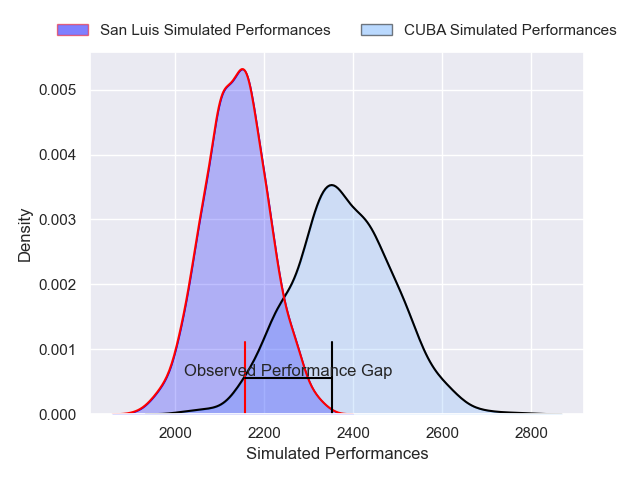 San Luis Simulated Performances CUBA Simulated Performances
0.005
0.004
0.003
0.002
0.001
0.000
Density
Observed Performance Gap
2000 2200 2400 2600 2800
Simulated Performances